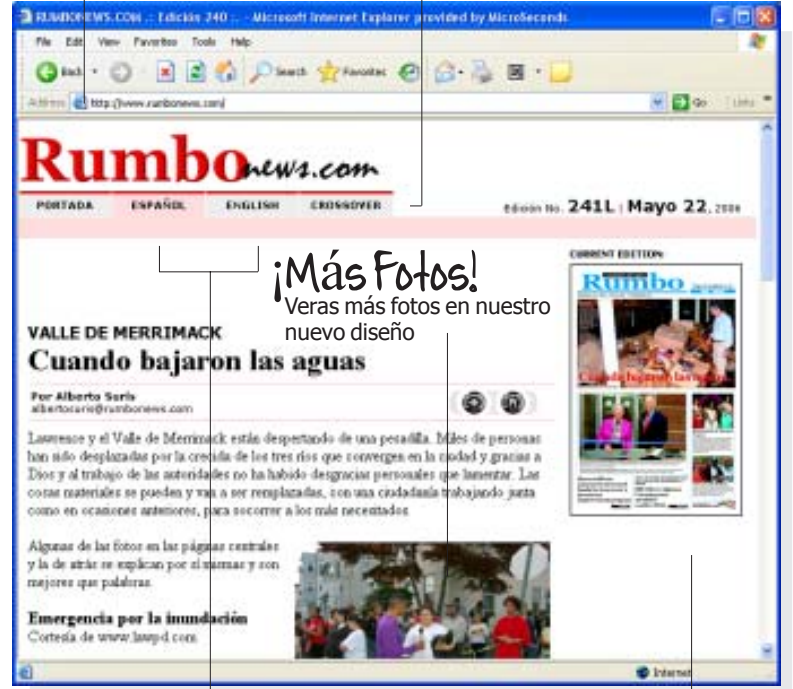 RUMBONEWS.COM .: Edición 240 :. - Microsoft Internet Explorer provided by MicroSeconds
File Edit View Favorites Tools Help
Back Search Favorites
Address http://www.rumbonews.com/ Go Links
Rumbonews.com
PORTADA ESPAÑOL ENGLISH CROSSOVER
Edición No. 241L | Mayo 22, 2006
¡Más Fotos!
Veras más fotos en nuestro
nuevo diseño
CURRENT EDITION:
Rumbo
Cuando bajaron las aguas
VALLE DE MERRIMACK
Cuando bajaron las aguas
Por Alberto Suris
albertosuris@rumbonews.com
Lawrence y el Valle de Merrimack están despertando de una pesadilla. Miles de personas
han sido desplazadas por la crecida de los tres ríos que convergen en la ciudad y gracias a
Dios y al trabajo de las autoridades no ha habido desgracias personales que lamentar. Las
cosas materiales se pueden y van a ser remplazadas, con una ciudadanía trabajando junta
como en ocasiones anteriores, para socorrer a los más necesitados
Algunas de las fotos en las páginas centrales
y la de atrás se explican por sí mismas y son
mejores que palabras.
Emergencia por la inundación
Cortesía de www.lawpd.com
Internet